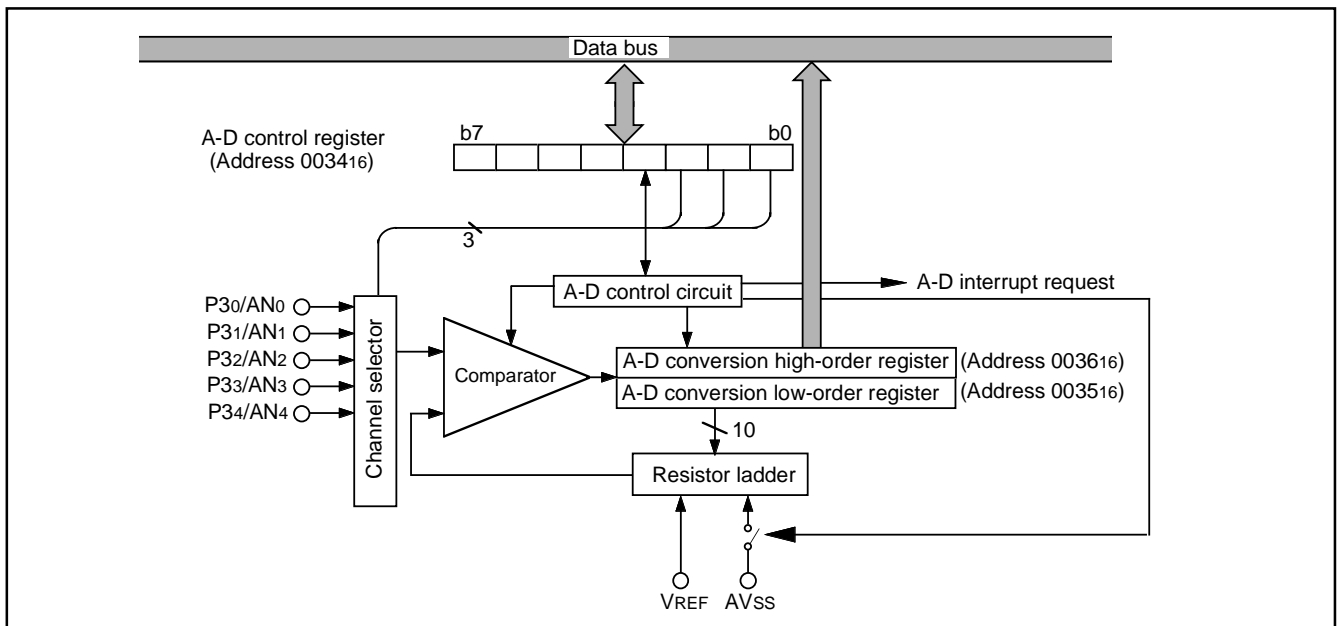 Data bus
A-D control register
(Address 003416)
b7
b0
3
A-D control circuit
A-D interrupt request
P30/AN0
P31/AN1
P32/AN2
P33/AN3
P34/AN4
Channel selector
Comparator
A-D conversion high-order register
(Address 003616)
A-D conversion low-order register
(Address 003516)
10
Resistor ladder
VREF
AVSS